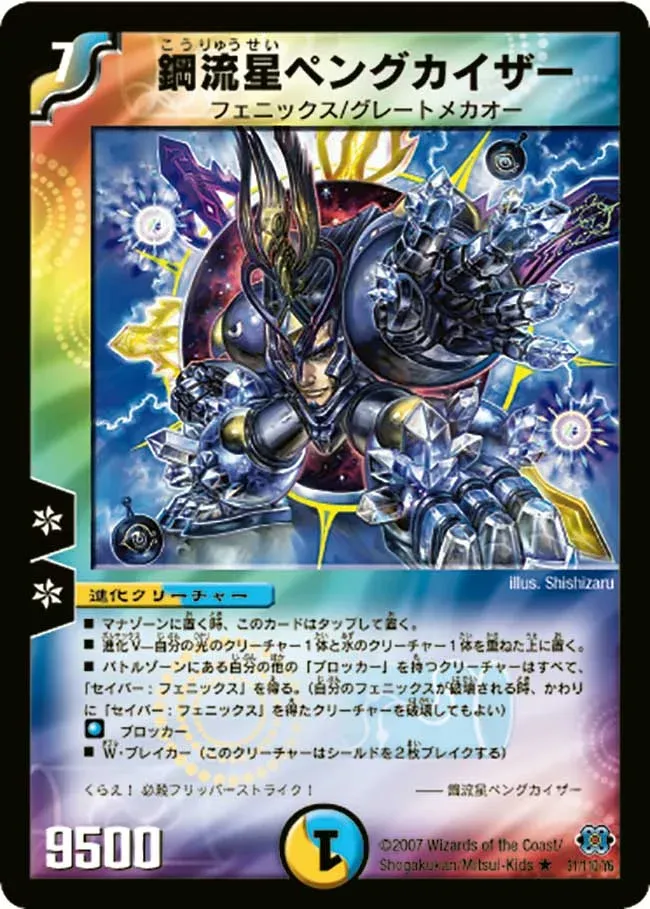 7
こうりゅうせい
鋼流星ペングカイザー
フェニックス/グレートメカオー
illus. Shishizaru
進化クリーチャー
■ マナゾーンに置く時、このカードはタップして置く。
■ 進化V—自分の光のクリーチャー1体と水のクリーチャー1体を重ねた上に置く。
■ バトルゾーンにある自分の他の「ブロッカー」を持つクリーチャーはすべて、
「セイバー：フェニックス」を得る。（自分のフェニックスが破壊される時、かわり
に「セイバー：フェニックス」を得たクリーチャーを破壊してもよい）
ブロッカー
■ W・ブレイカー（このクリーチャーはシールドを2枚ブレイクする）
くらえ！ 必殺フリッパーストライク！ ―― 鋼流星ペングカイザー
9500
1
©2007 Wizards of the Coast/
Shogakukan/Mitsui-Kids ★ 31/110 Y6